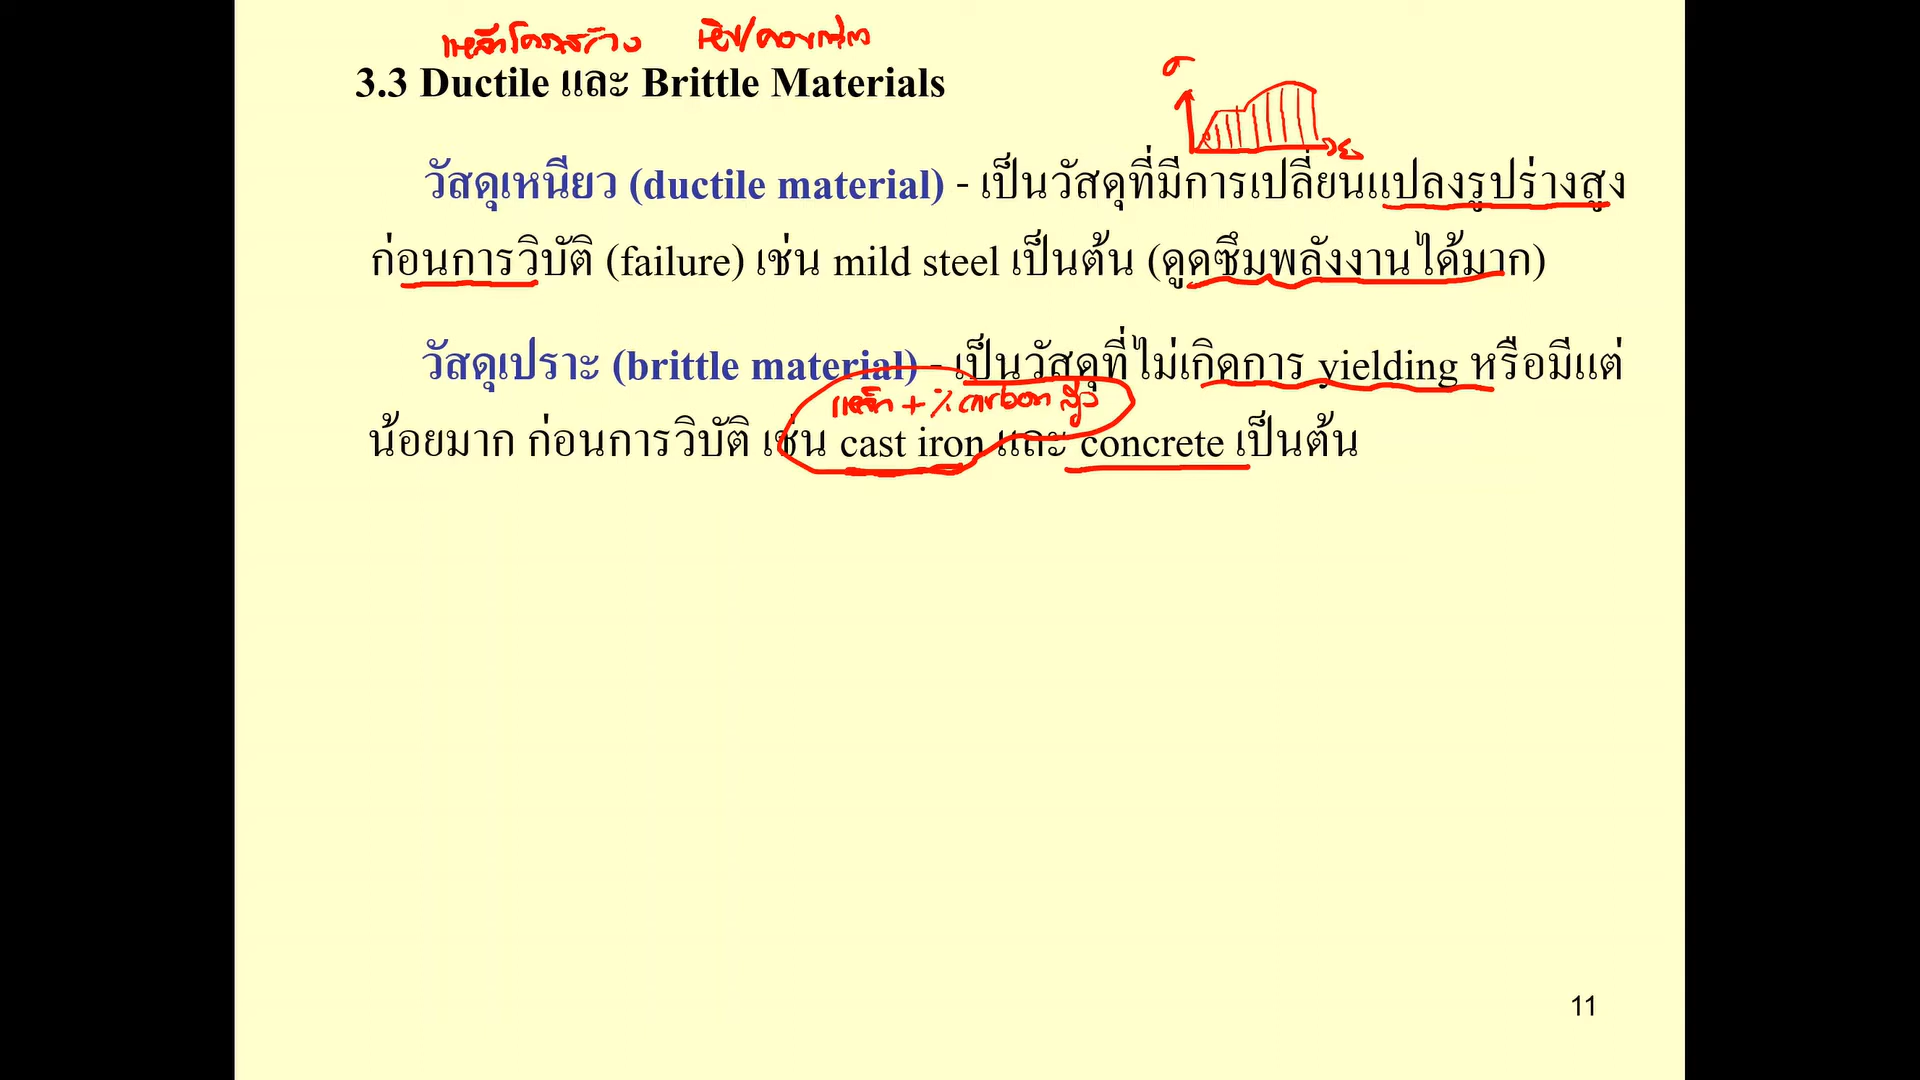 เหล็กโครงสร้าง หิน/คอนกรีต
3.3 Ductile และ Brittle Materials
σ
ε
วัสดุเหนียว (ductile material) - เป็นวัสดุที่มีการเปลี่ยนแปลงรูปร่างสูง
ก่อนการวิบัติ (failure) เช่น mild steel เป็นต้น (ดูดซึมพลังงานได้มาก)
วัสดุเปราะ (brittle material) - เป็นวัสดุที่ไม่เกิดการ yielding หรือมีแต่
เหล็ก + % carbon สูง
น้อยมาก ก่อนการวิบัติ เช่น cast iron และ concrete เป็นต้น
11